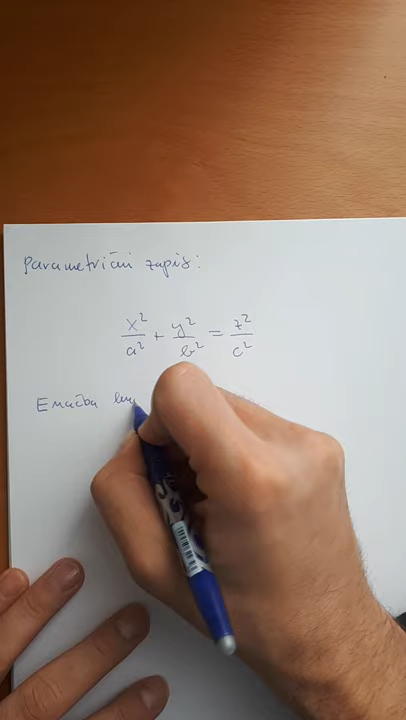 Parametrični zapis:
x²/a² + y²/b² = z²/c²
Enačba